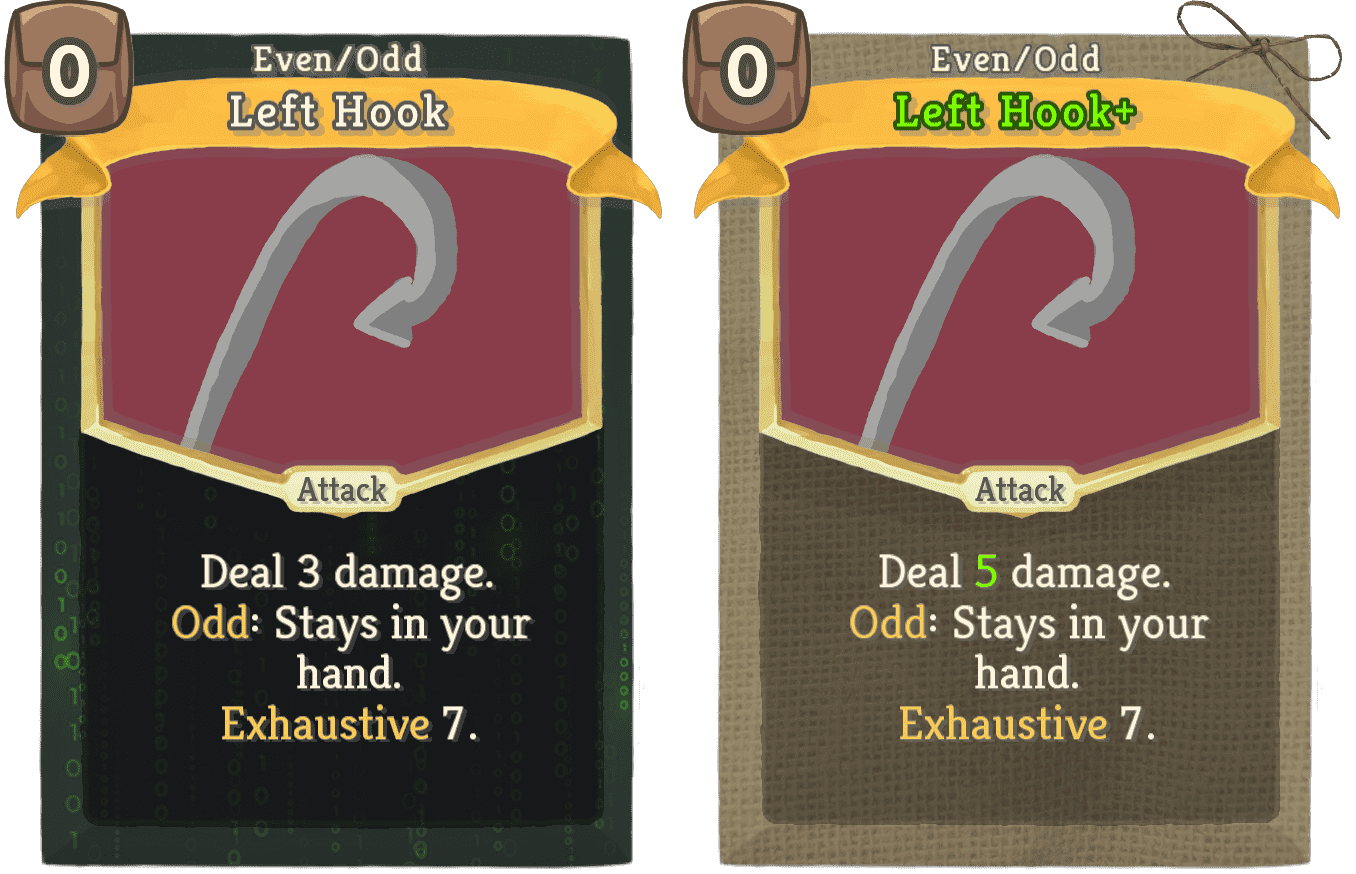 0
Even/Odd
Left Hook
Attack
Deal 3 damage.
Odd: Stays in your
hand.
Exhaustive 7.
0
Even/Odd
Left Hook+
Attack
Deal 5 damage.
Odd: Stays in your
hand.
Exhaustive 7.